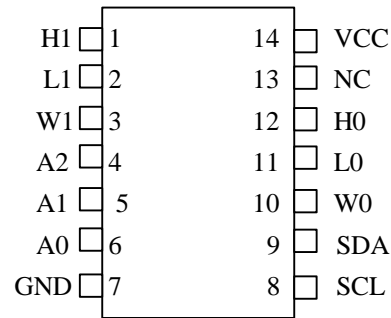 H1 1 14 VCC
L1 2 13 NC
W1 3 12 H0
A2 4 11 L0
A1 5 10 W0
A0 6 9 SDA
GND 7 8 SCL